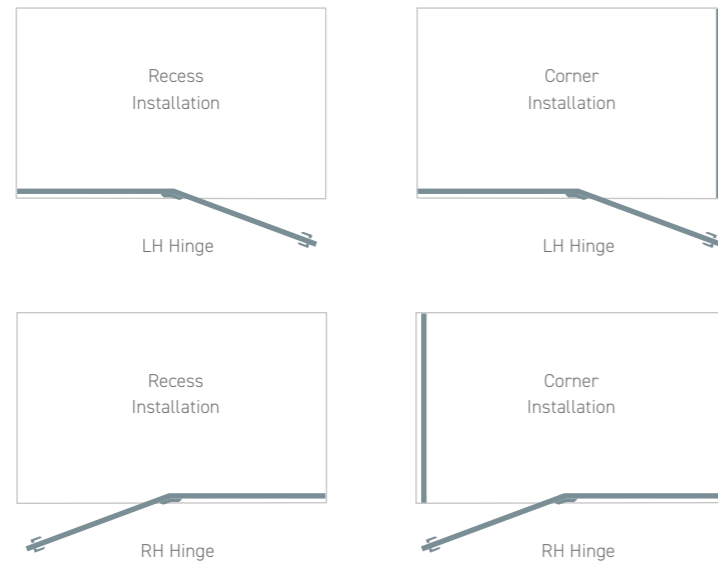 Recess
Installation
LH Hinge
Corner
Installation
LH Hinge
Recess
Installation
RH Hinge
Corner
Installation
RH Hinge